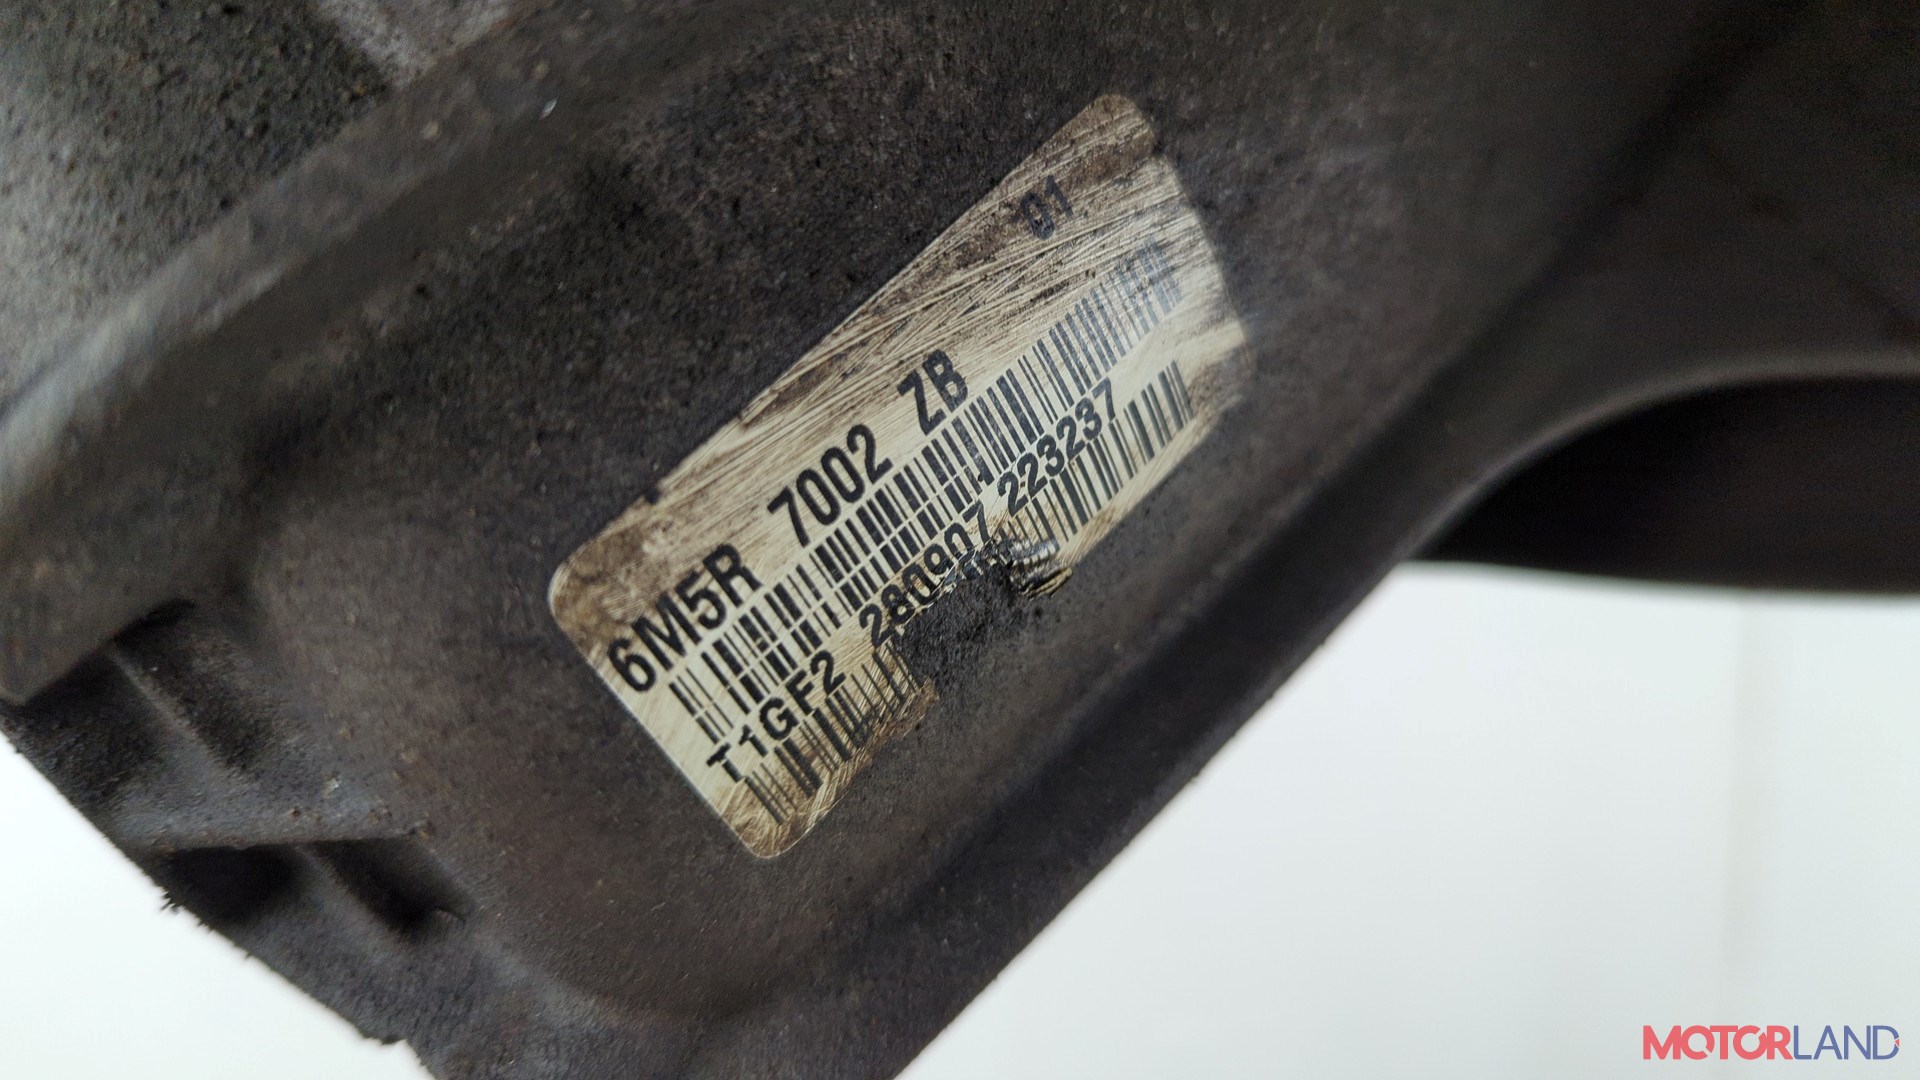 01
6M5R 7002 ZB
T1GF2 280907 223237
MOTORLAND